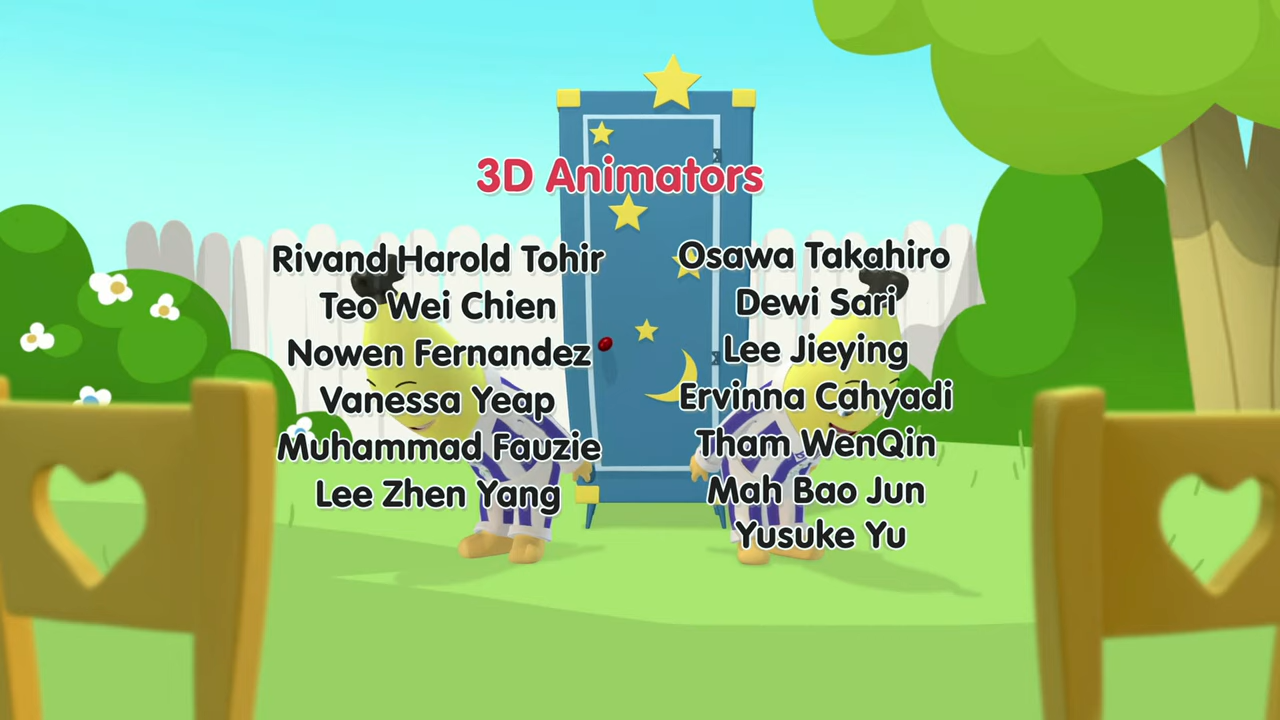 3D Animators
Rivand Harold Tohir
Teo Wei Chien
Nowen Fernandez
Vanessa Yeap
Muhammad Fauzie
Lee Zhen Yang
Osawa Takahiro
Dewi Sari
Lee Jieying
Ervinna Cahyadi
Tham WenQin
Mah Bao Jun
Yusuke Yu